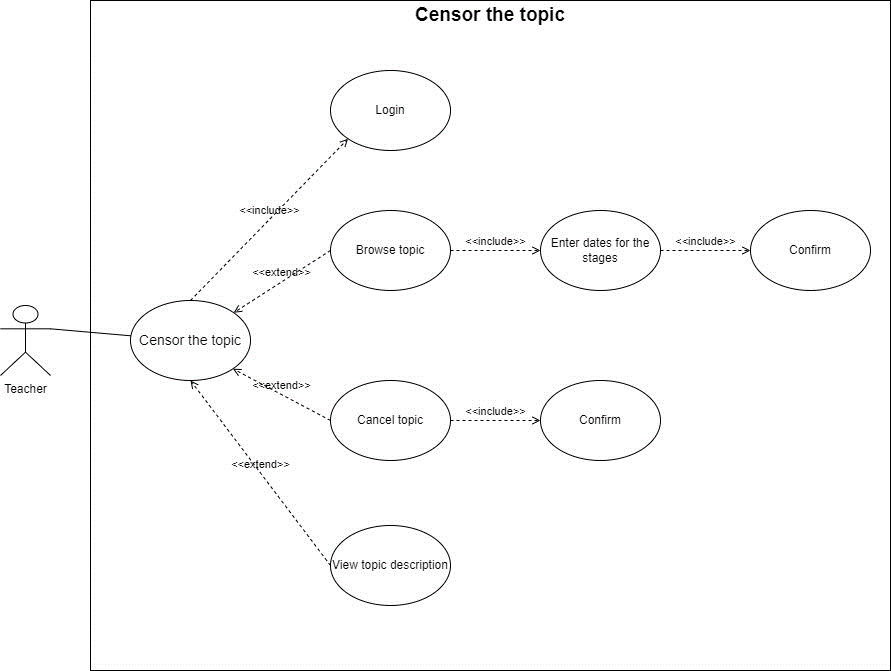 Censor the topic
Login
<<include>>
Browse topic
<<include>>
Enter dates for the
stages
<<include>>
Confirm
<<extend>>
Censor the topic
Teacher
<<extend>>
Cancel topic
<<include>>
Confirm
<<extend>>
View topic description